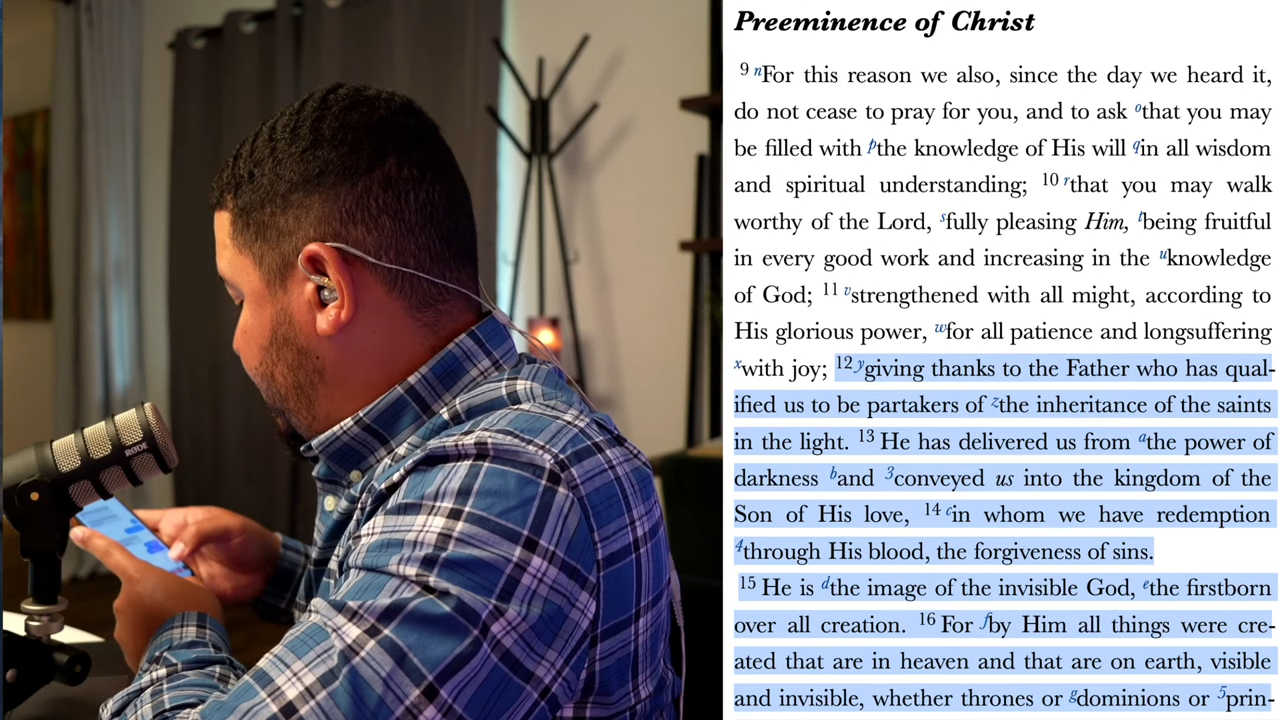 Preeminence of Christ
9 nFor this reason we also, since the day we heard it,
do not cease to pray for you, and to ask othat you may
be filled with pthe knowledge of His will qin all wisdom
and spiritual understanding; 10 rthat you may walk
worthy of the Lord, sfully pleasing Him, tbeing fruitful
in every good work and increasing in the uknowledge
of God; 11 vstrengthened with all might, according to
His glorious power, wfor all patience and longsuffering
xwith joy; 12 ygiving thanks to the Father who has qual-
ified us to be partakers of zthe inheritance of the saints
in the light. 13 He has delivered us from athe power of
darkness band 3conveyed us into the kingdom of the
Son of His love, 14 cin whom we have redemption
4through His blood, the forgiveness of sins.
15 He is dthe image of the invisible God, ethe firstborn
over all creation. 16 For fby Him all things were cre-
ated that are in heaven and that are on earth, visible
and invisible, whether thrones or gdominions or 5prin-
RODE